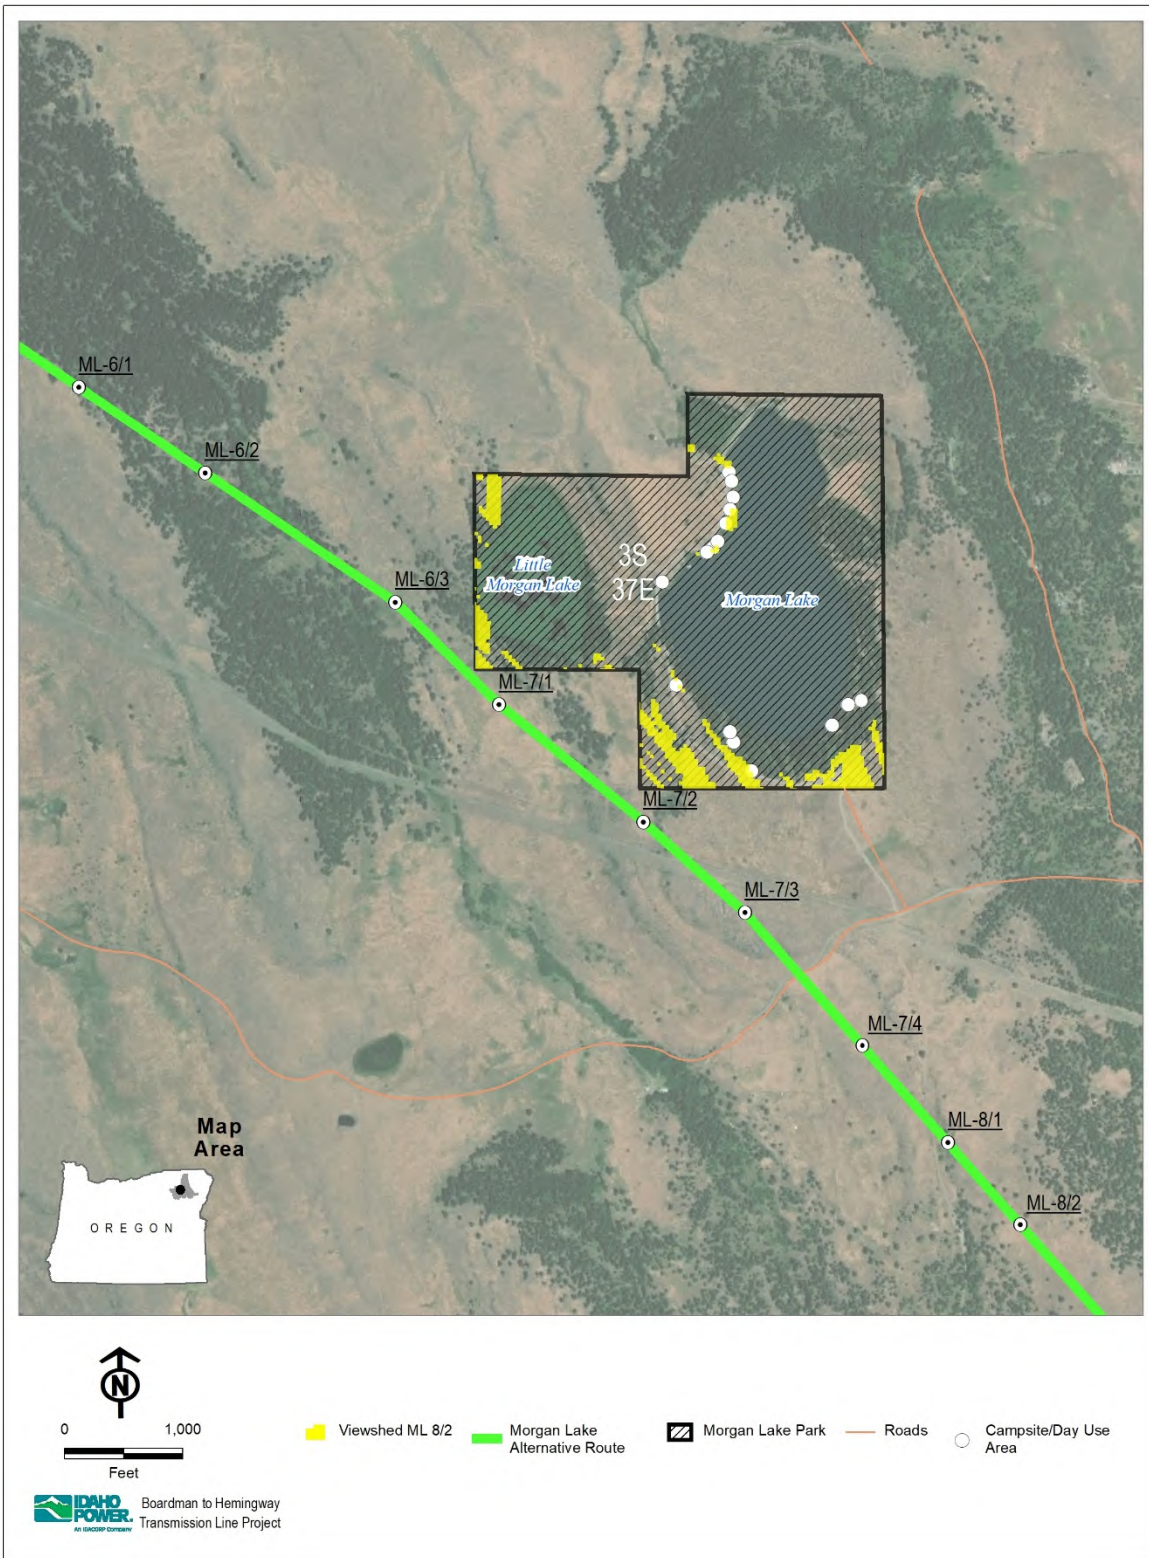 ML-6/1
ML-6/2
ML-6/3
Little
Morgan Lake
3S
37E
Morgan Lake
ML-7/1
ML-7/2
ML-7/3
ML-7/4
ML-8/1
ML-8/2
Map
Area
OREGON
N
0 1,000
Feet
Viewshed ML 8/2
Morgan Lake
Alternative Route
Morgan Lake Park
Roads
Campsite/Day Use
Area
IDAHO
POWER.
An IDACORP Company
Boardman to Hemingway
Transmission Line Project